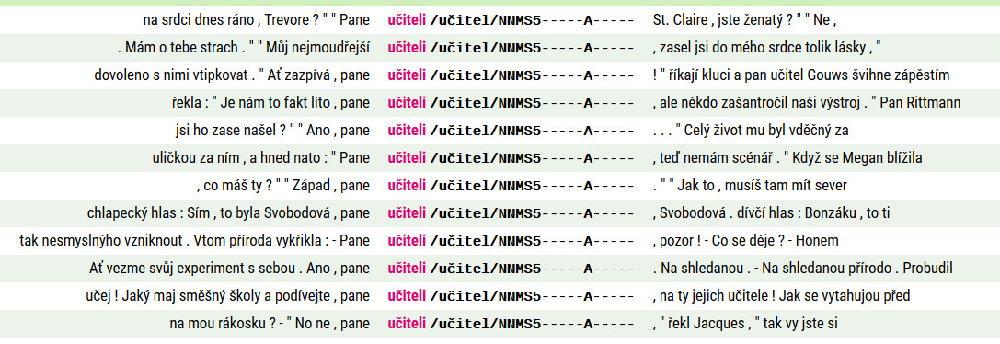 na srdci dnes ráno , Trevore ? " " Pane učiteli /učitel/NNMS5-----A----- St. Claire , jste ženatý ? " " Ne ,
. Mám o tebe strach . " " Můj nejmoudřejší učiteli /učitel/NNMS5-----A----- , zasel jsi do mého srdce tolik lásky , "
dovoleno s nimi vtipkovat . " Ať zazpívá , pane učiteli /učitel/NNMS5-----A----- ! " říkají kluci a pan učitel Gouws švihne zápěstím
řekla : " Je nám to fakt líto , pane učiteli /učitel/NNMS5-----A----- , ale někdo zašantročil naši výstroj . " Pan Rittmann
jsi ho zase našel ? " " Ano , pane učiteli /učitel/NNMS5-----A----- . . . " Celý život mu byl vděčný za
uličkou za ním , a hned nato : " Pane učiteli /učitel/NNMS5-----A----- , teď nemám scénář . " Když se Megan blížila
, co máš ty ? " " Západ , pane učiteli /učitel/NNMS5-----A----- . " " Jak to , musíš tam mít sever
chlapecký hlas : Sím , to byla Svobodová , pane učiteli /učitel/NNMS5-----A----- , Svobodová . dívčí hlas : Bonzáku , to ti
tak nesmyslnýho vzniknout . Vtom příroda vykřikla : - Pane učiteli /učitel/NNMS5-----A----- , pozor ! - Co se děje ? - Honem
Ať vezme svůj experiment s sebou . Ano , pane učiteli /učitel/NNMS5-----A----- . Na shledanou . - Na shledanou přírodo . Probudil
učej ! Jaký maj směšný školy a podívejte , pane učiteli /učitel/NNMS5-----A----- , na ty jejich učitele ! Jak se vytahujou před
na mou rákosku ? - " No ne , pane učiteli /učitel/NNMS5-----A----- , " řekl Jacques , " tak vy jste si